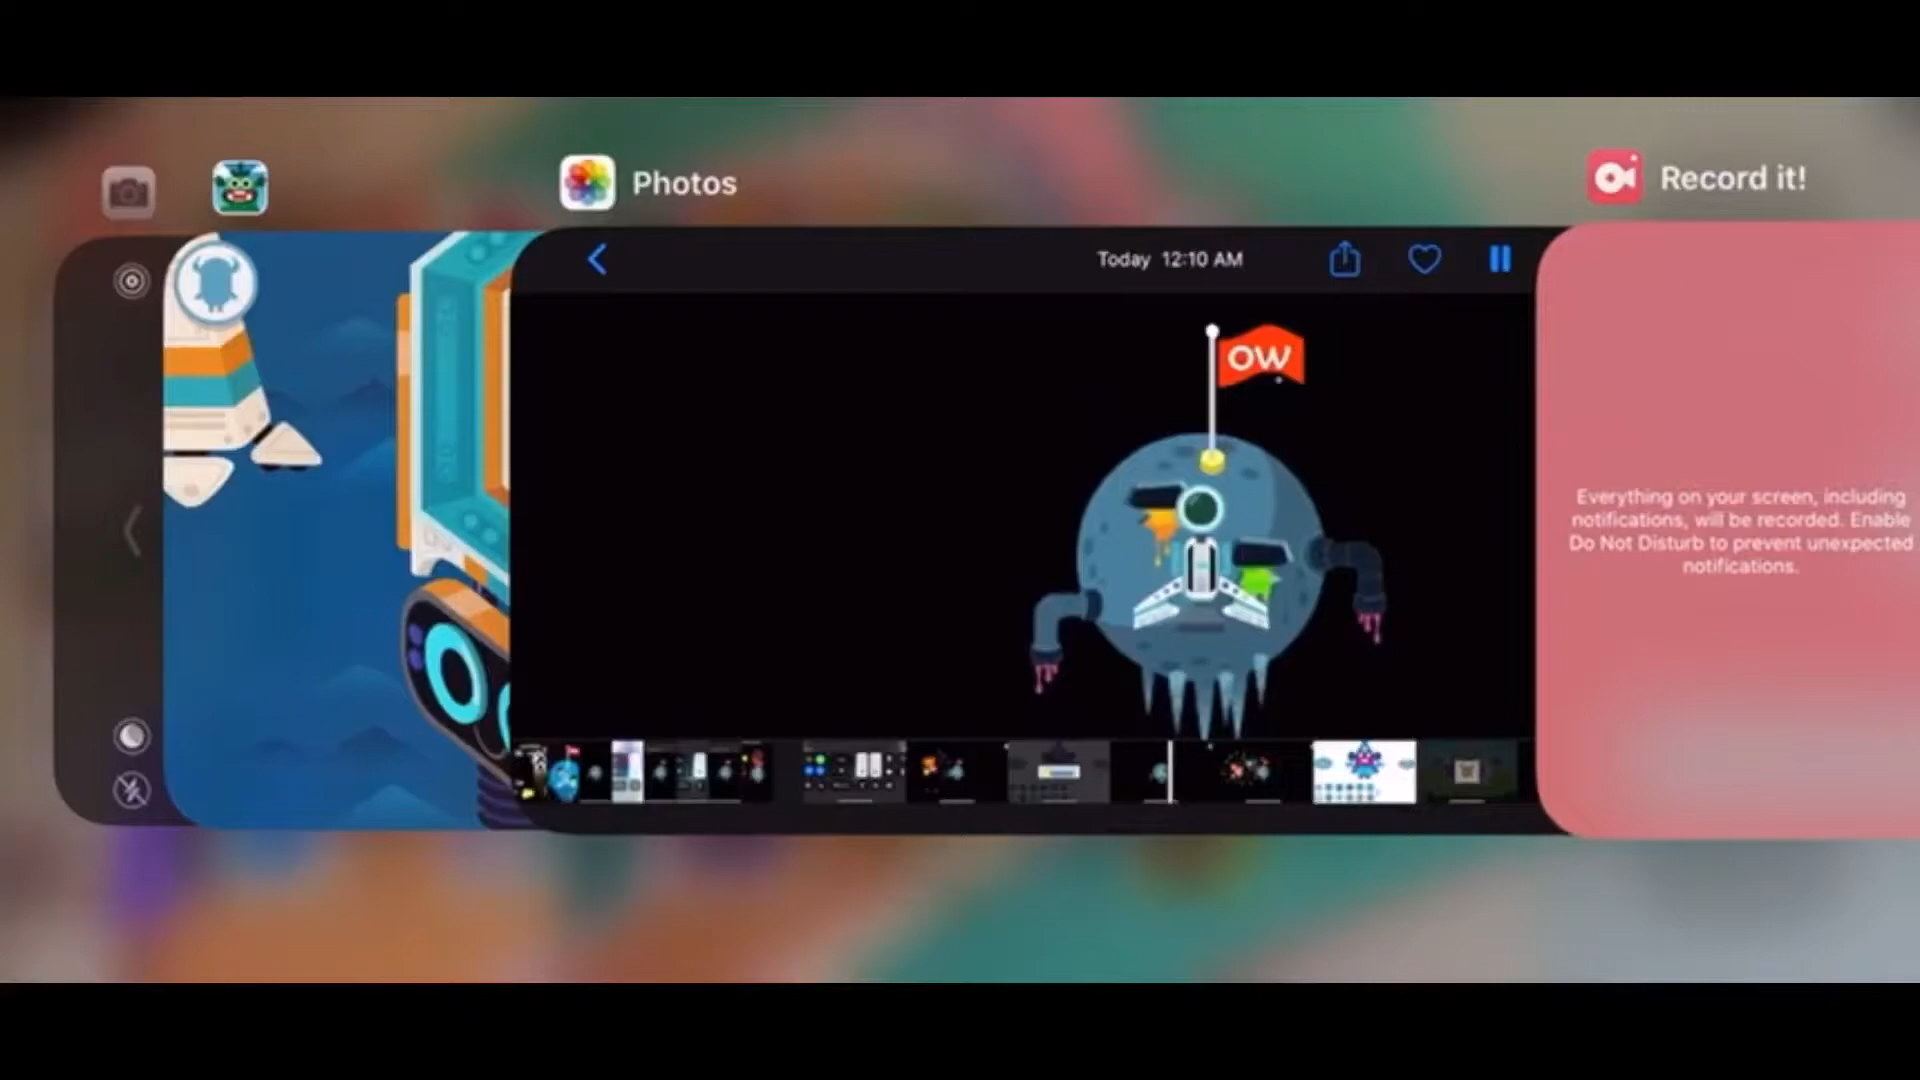 Photos
Record it!
Today 12:10 AM
OW
Everything on your screen, including
notifications, will be recorded. Enable
Do Not Disturb to prevent unexpected
notifications.